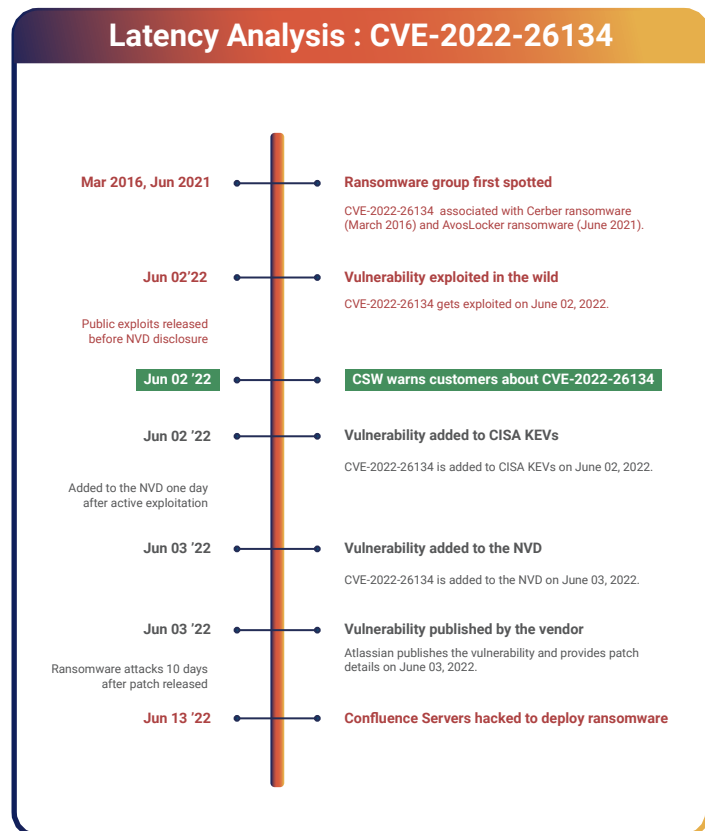 Latency Analysis : CVE-2022-26134
Mar 2016, Jun 2021
Ransomware group first spotted
CVE-2022-26134 associated with Cerber ransomware
(March 2016) and AvosLocker ransomware (June 2021).
Jun 02’22
Vulnerability exploited in the wild
CVE-2022-26134 gets exploited on June 02, 2022.
Public exploits released
before NVD disclosure
Jun 02 ’22
CSW warns customers about CVE-2022-26134
Jun 02 ’22
Vulnerability added to CISA KEVs
CVE-2022-26134 is added to CISA KEVs on June 02, 2022.
Added to the NVD one day
after active exploitation
Jun 03 ’22
Vulnerability added to the NVD
CVE-2022-26134 is added to the NVD on June 03, 2022.
Jun 03 ’22
Vulnerability published by the vendor
Atlassian publishes the vulnerability and provides patch
details on June 03, 2022.
Ransomware attacks 10 days
after patch released
Jun 13 ’22
Confluence Servers hacked to deploy ransomware